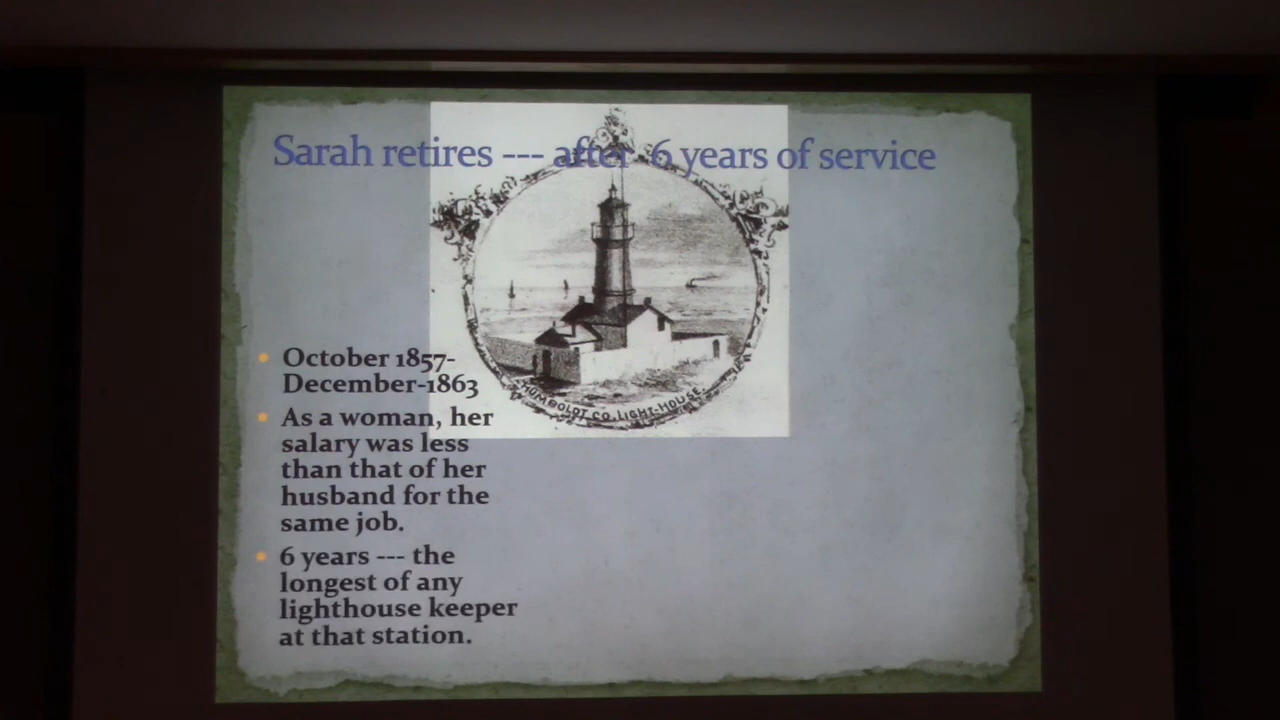 Sarah retires --- after 6 years of service
HUMBOLDT CO. LIGHT-HOUSE.
October 1857-
December-1863
As a woman, her
salary was less
than that of her
husband for the
same job.
6 years --- the
longest of any
lighthouse keeper
at that station.